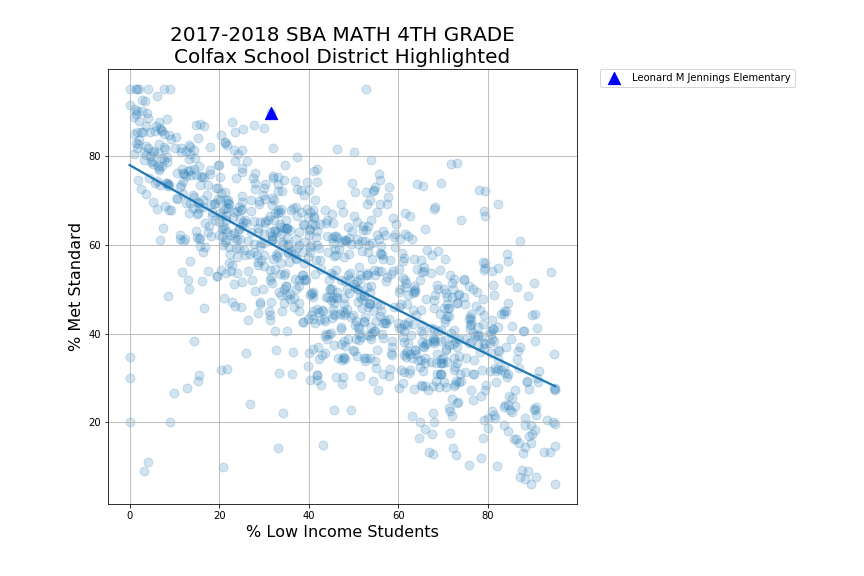 2017-2018 SBA MATH 4TH GRADE
Colfax School District Highlighted
Leonard M Jennings Elementary
% Met Standard
80
60
40
20
0 20 40 60 80
% Low Income Students